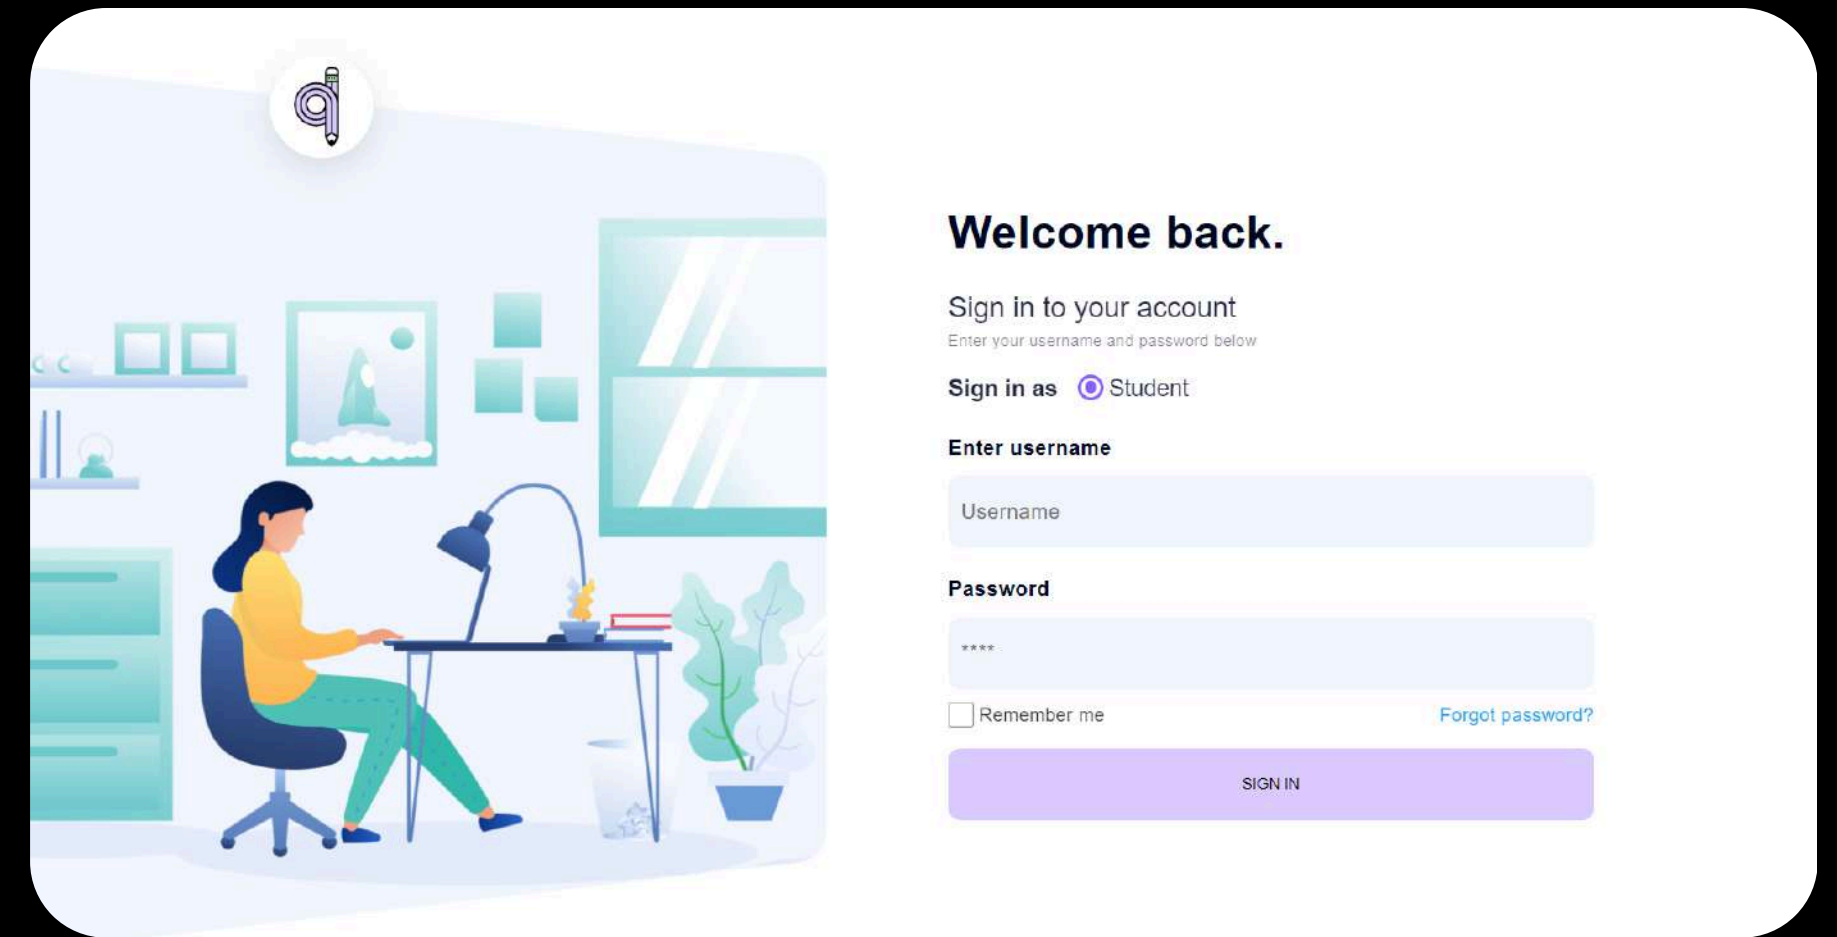 Welcome back.
Sign in to your account
Enter your username and password below
Sign in as Student
Enter username
Username
Password
****
Remember me Forgot password?
SIGN IN